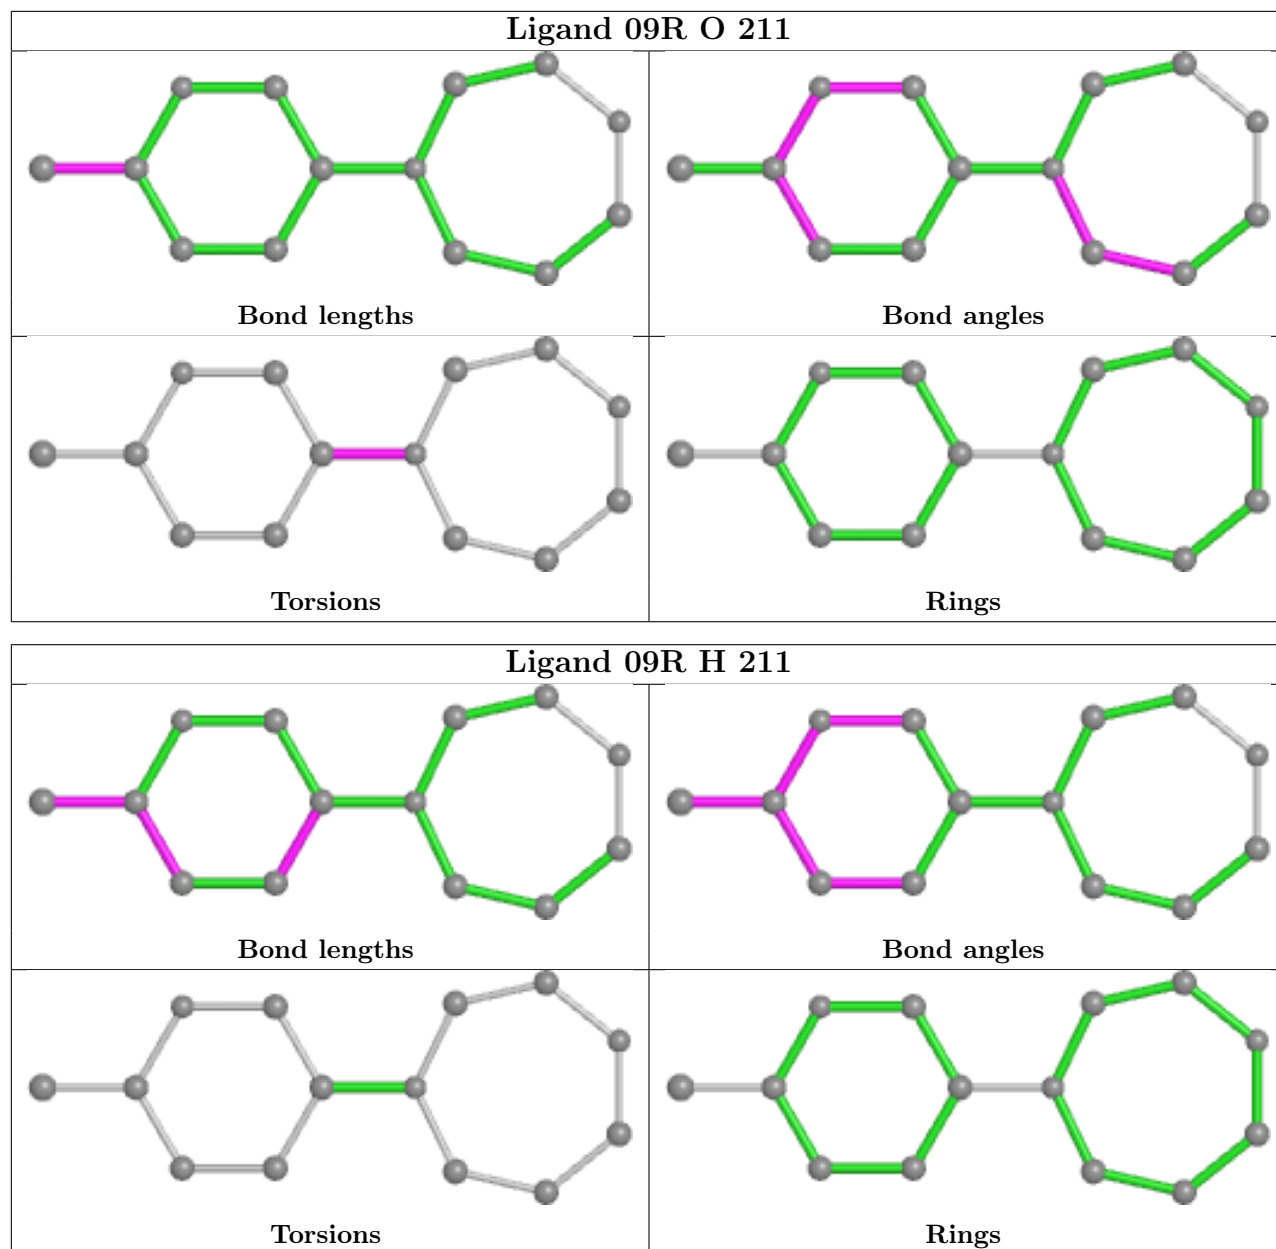 Ligand 09R O 211
Bond lengths
Bond angles
Torsions
Rings
Ligand 09R H 211
Bond lengths
Bond angles
Torsions
Rings